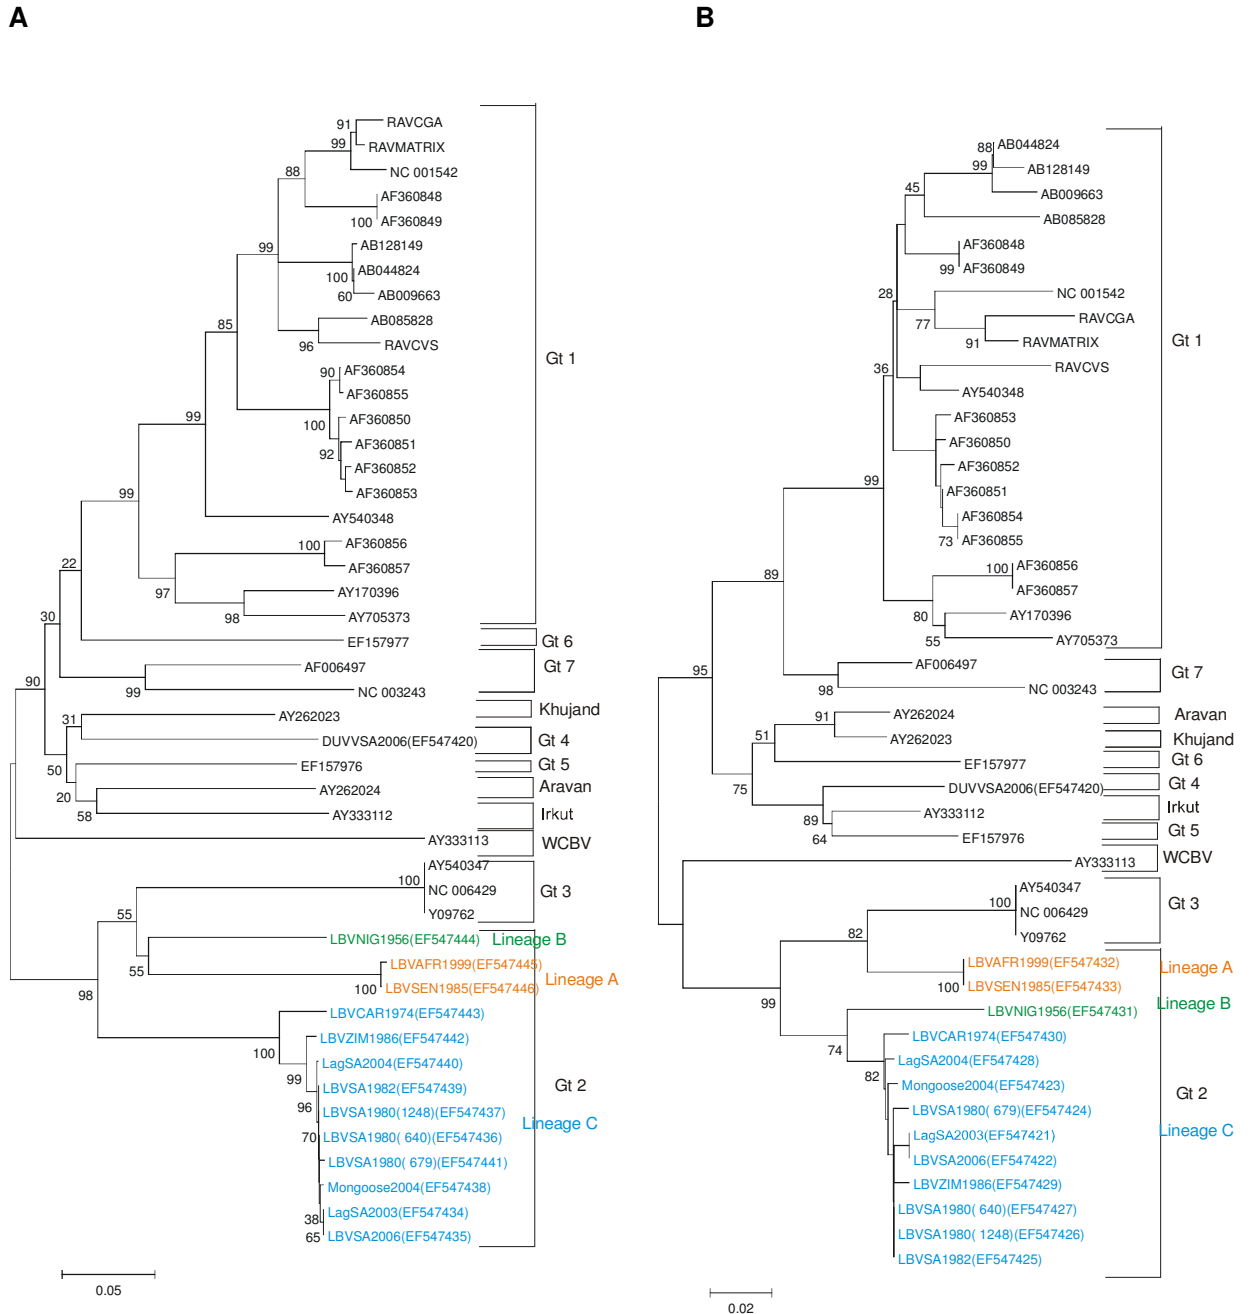 A
91
RAVCGA
99
RAVMATRIX
88
NC 001542
AF360848
100
AF360849
99
AB128149
100
AB044824
60
AB009663
85
AB085828
96
RAVCVS
Gt 1
90
AF360854
AF360855
99
100
AF360850
AF360851
92
AF360852
AF360853
99
AY540348
100
AF360856
22
AF360857
97
AY170396
98
AY705373
30
EF157977
Gt 6
AF006497
Gt 7
90
99
NC 003243
31
AY262023
Khujand
DUVVSA2006(EF547420)
Gt 4
50
EF157976
Gt 5
20
AY262024
Aravan
58
AY333112
Irkut
AY333113
WCBV
AY540347
100
NC 006429
Gt 3
55
Y09762
LBVNIG1956(EF547444)
Lineage B
55
LBVAFR1999(EF547445)
Lineage A
100
LBVSEN1985(EF547446)
98
LBVCAR1974(EF547443)
LBVZIM1986(EF547442)
100
LagSA2004(EF547440)
99
LBVSA1982(EF547439)
Gt 2
96
LBVSA1980(1248)(EF547437)
Lineage C
70
LBVSA1980( 640)(EF547436)
LBVSA1980( 679)(EF547441)
Mongoose2004(EF547438)
38
LagSA2003(EF547434)
65
LBVSA2006(EF547435)
0.05
B
88
AB044824
99
AB128149
45
AB009663
AB085828
AF360848
99
AF360849
28
NC 001542
77
RAVCGA
91
RAVMATRIX
Gt 1
36
RAVCVS
AY540348
AF360853
AF360850
AF360852
99
AF360851
AF360854
73
AF360855
100
AF360856
89
AF360857
80
AY170396
55
AY705373
95
AF006497
Gt 7
98
NC 003243
91
AY262024
Aravan
51
AY262023
Khujand
EF157977
Gt 6
75
DUVVSA2006(EF547420)
Gt 4
89
AY333112
Irkut
64
EF157976
Gt 5
AY333113
WCBV
AY540347
100
NC 006429
Gt 3
82
Y09762
LBVAFR1999(EF547432)
Lineage A
100
LBVSEN1985(EF547433)
99
LBVNIG1956(EF547431)
Lineage B
74
LBVCAR1974(EF547430)
LagSA2004(EF547428)
82
Mongoose2004(EF547423)
Gt 2
LBVSA1980( 679)(EF547424)
LagSA2003(EF547421)
Lineage C
LBVSA2006(EF547422)
LBVZIM1986(EF547429)
LBVSA1980( 640)(EF547427)
LBVSA1980( 1248)(EF547426)
LBVSA1982(EF547425)
0.02